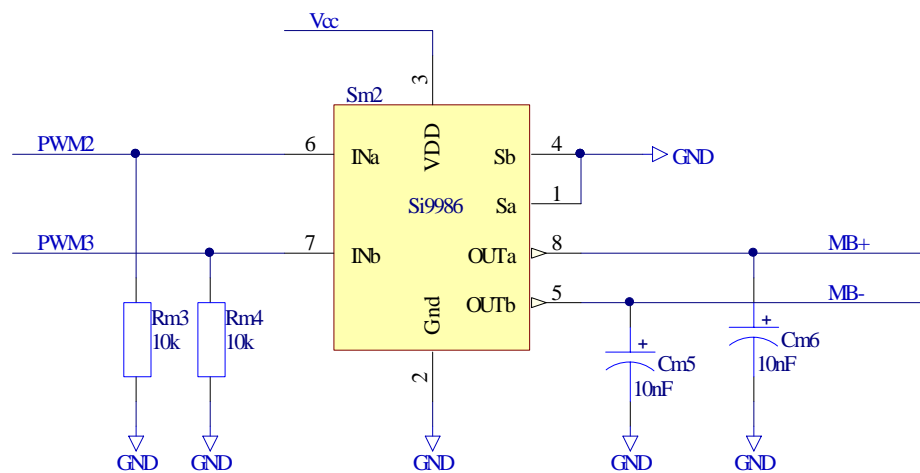 Vcc
3
Sm2
PWM2
6
INa
VDD
Sb
4
GND
Si9986
Sa
1
PWM3
7
INb
OUTa
8
MB+
OUTb
5
MB-
Gnd
Rm3
10k
Rm4
10k
2
+
Cm5
10nF
+
Cm6
10nF
GND
GND
GND
GND
GND